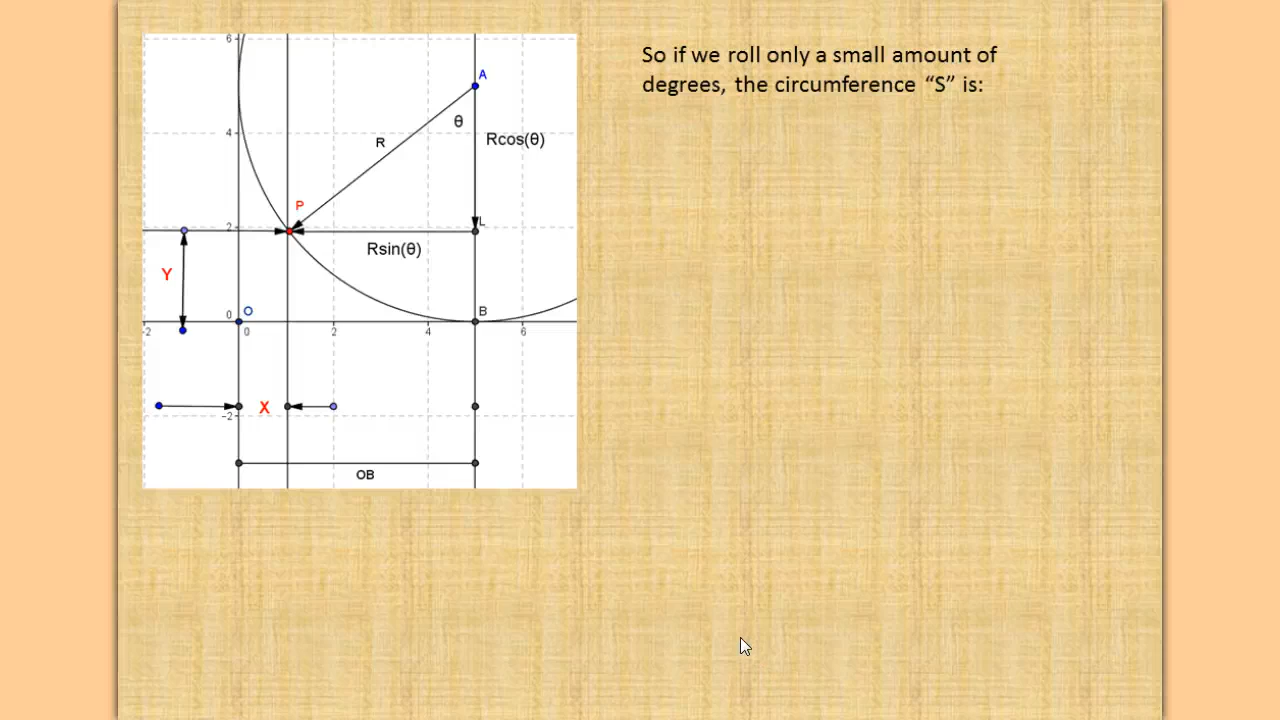 So if we roll only a small amount of
degrees, the circumference “S” is:
6
A
θ
4
R
Rcos(θ)
P
2
L
Rsin(θ)
Y
0
O
B
-2
0
2
4
6
X
-2
OB